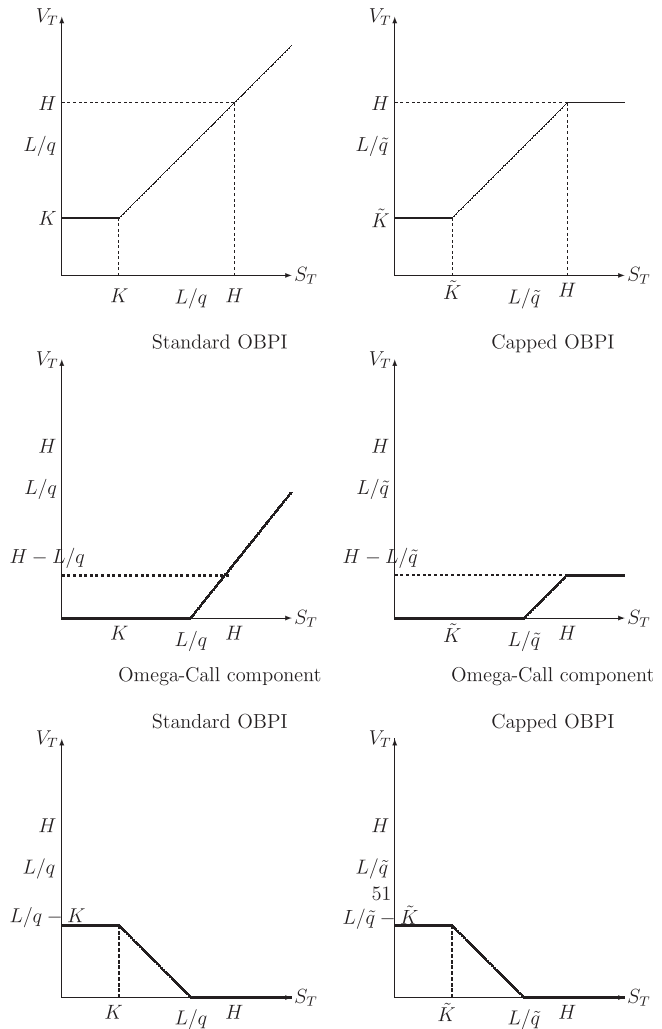 V_T V_T
H H
L/q L/q̃
K K̃
S_T S_T
K L/q H K̃ L/q̃ H
Standard OBPI Capped OBPI
V_T V_T
H H
L/q L/q̃
H − L/q H − L/q̃
S_T S_T
K L/q H K̃ L/q̃ H
Omega-Call component Omega-Call component
Standard OBPI Capped OBPI
V_T V_T
H H
L/q L/q̃
51
L/q − K L/q̃ − K̃
S_T S_T
K L/q H K̃ L/q̃ H